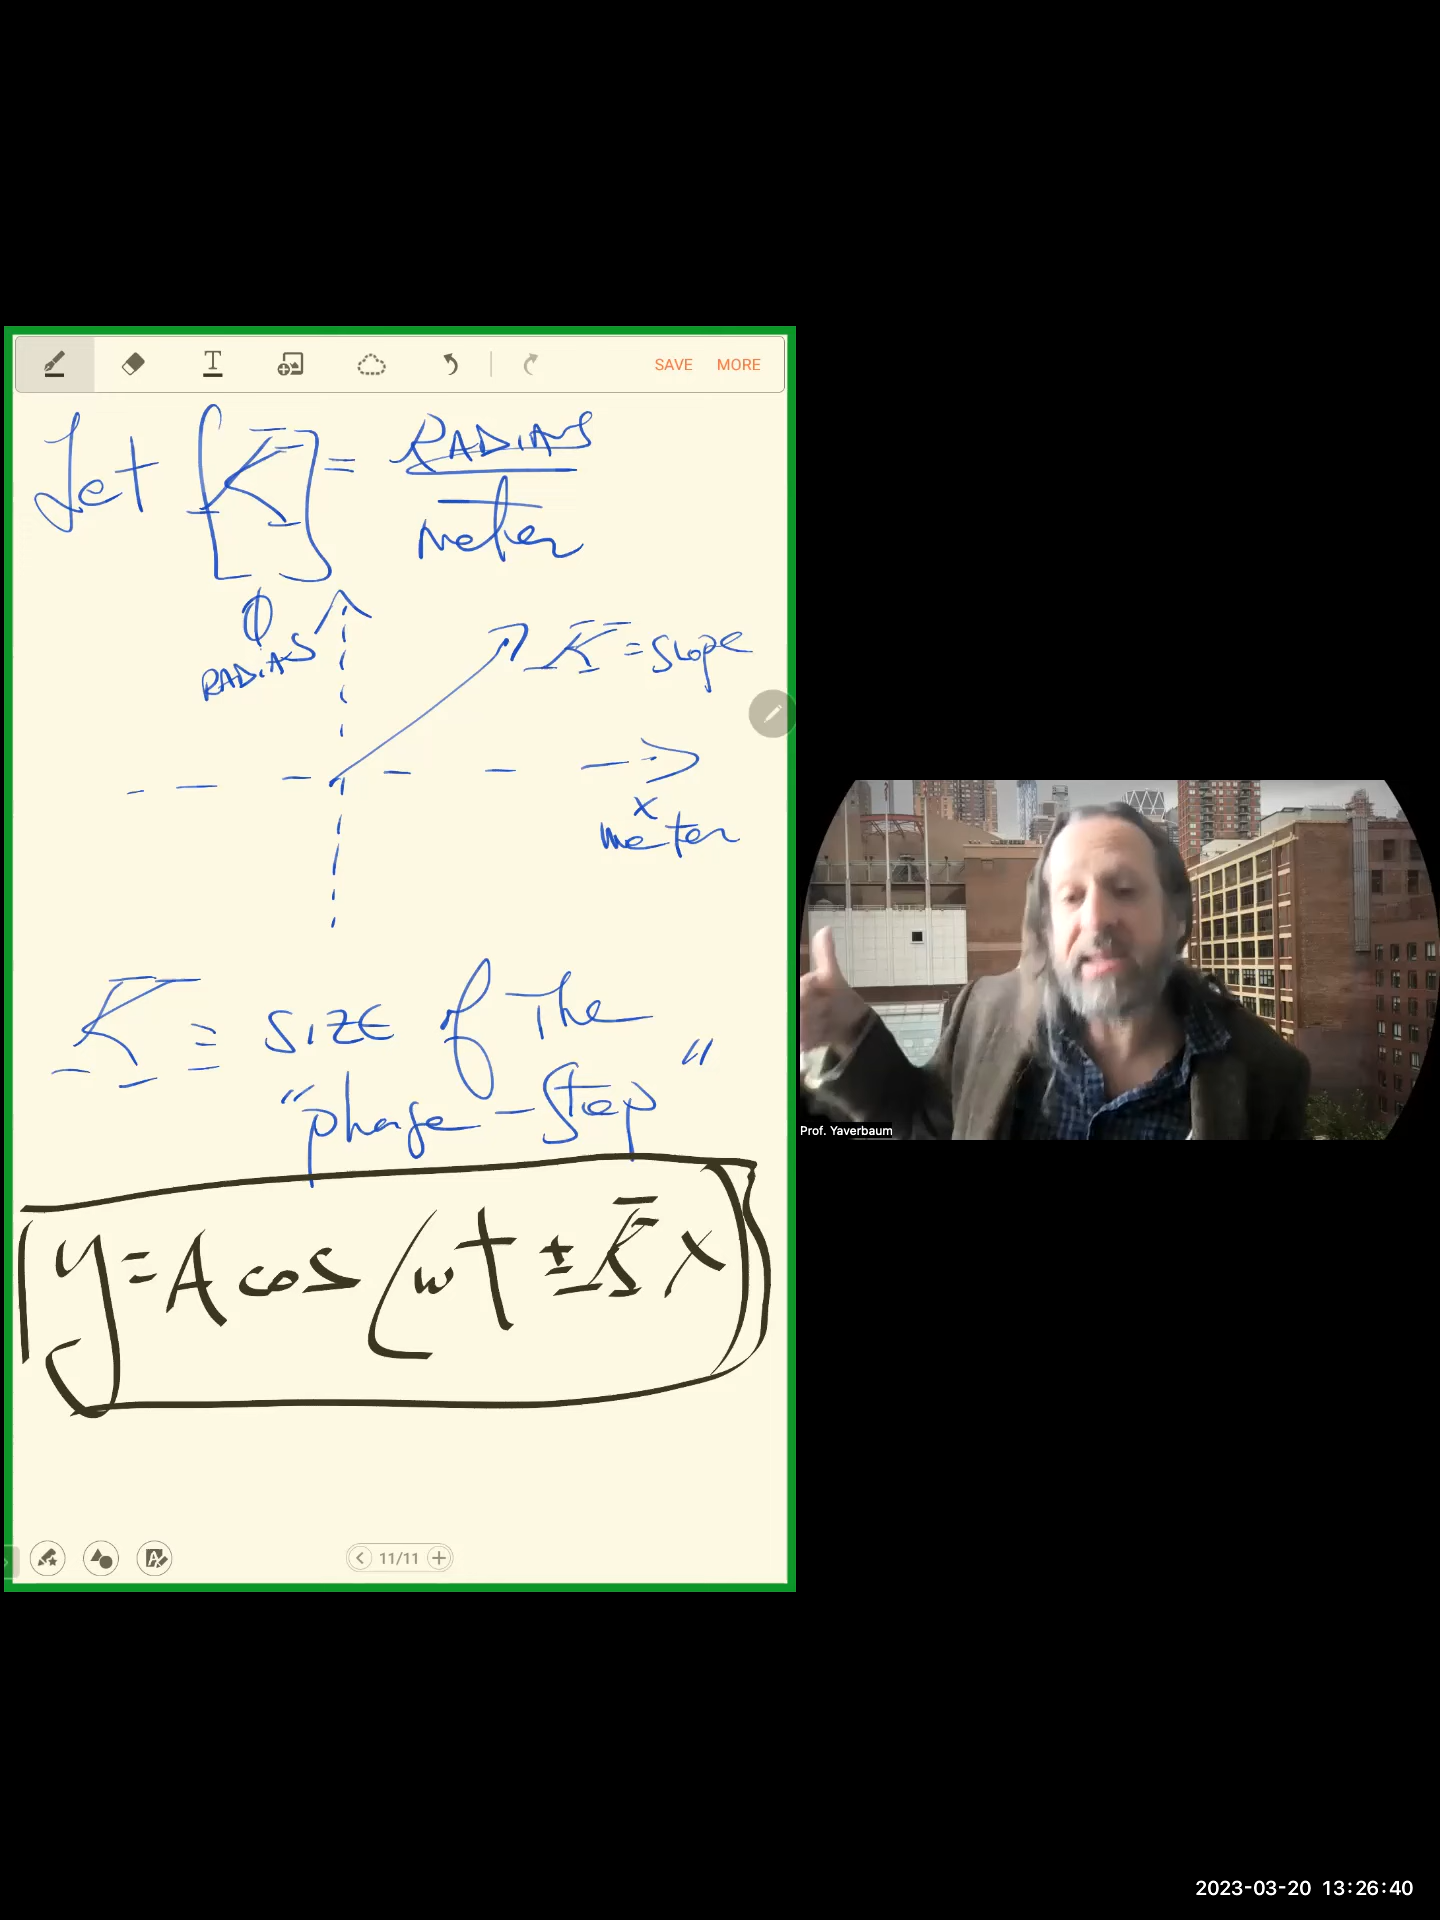 SAVE MORE
Let [K] = RADIANS
meter
ϕ
RADIANS
K = slope
x
meter
K ≡ SIZE of The
"phase-step"
y = A cos (ωt ± K x)
11/11
Prof. Yaverbaum
2023-03-20 13:26:40